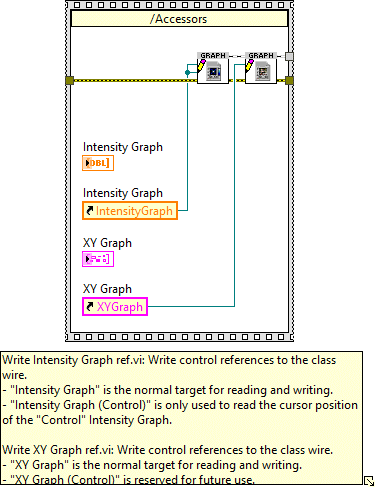 /Accessors
GRAPH
GRAPH
Intensity Graph
DBL
Intensity Graph
IntensityGraph
XY Graph
XY Graph
XYGraph
Write Intensity Graph ref.vi: Write control references to the class
wire.
- "Intensity Graph" is the normal target for reading and writing.
- "Intensity Graph (Control)" is only used to read the cursor position
of the "Control" Intensity Graph.
Write XY Graph ref.vi: Write control references to the class wire.
- "XY Graph" is the normal target for reading and writing.
- "XY Graph (Control)" is reserved for future use.